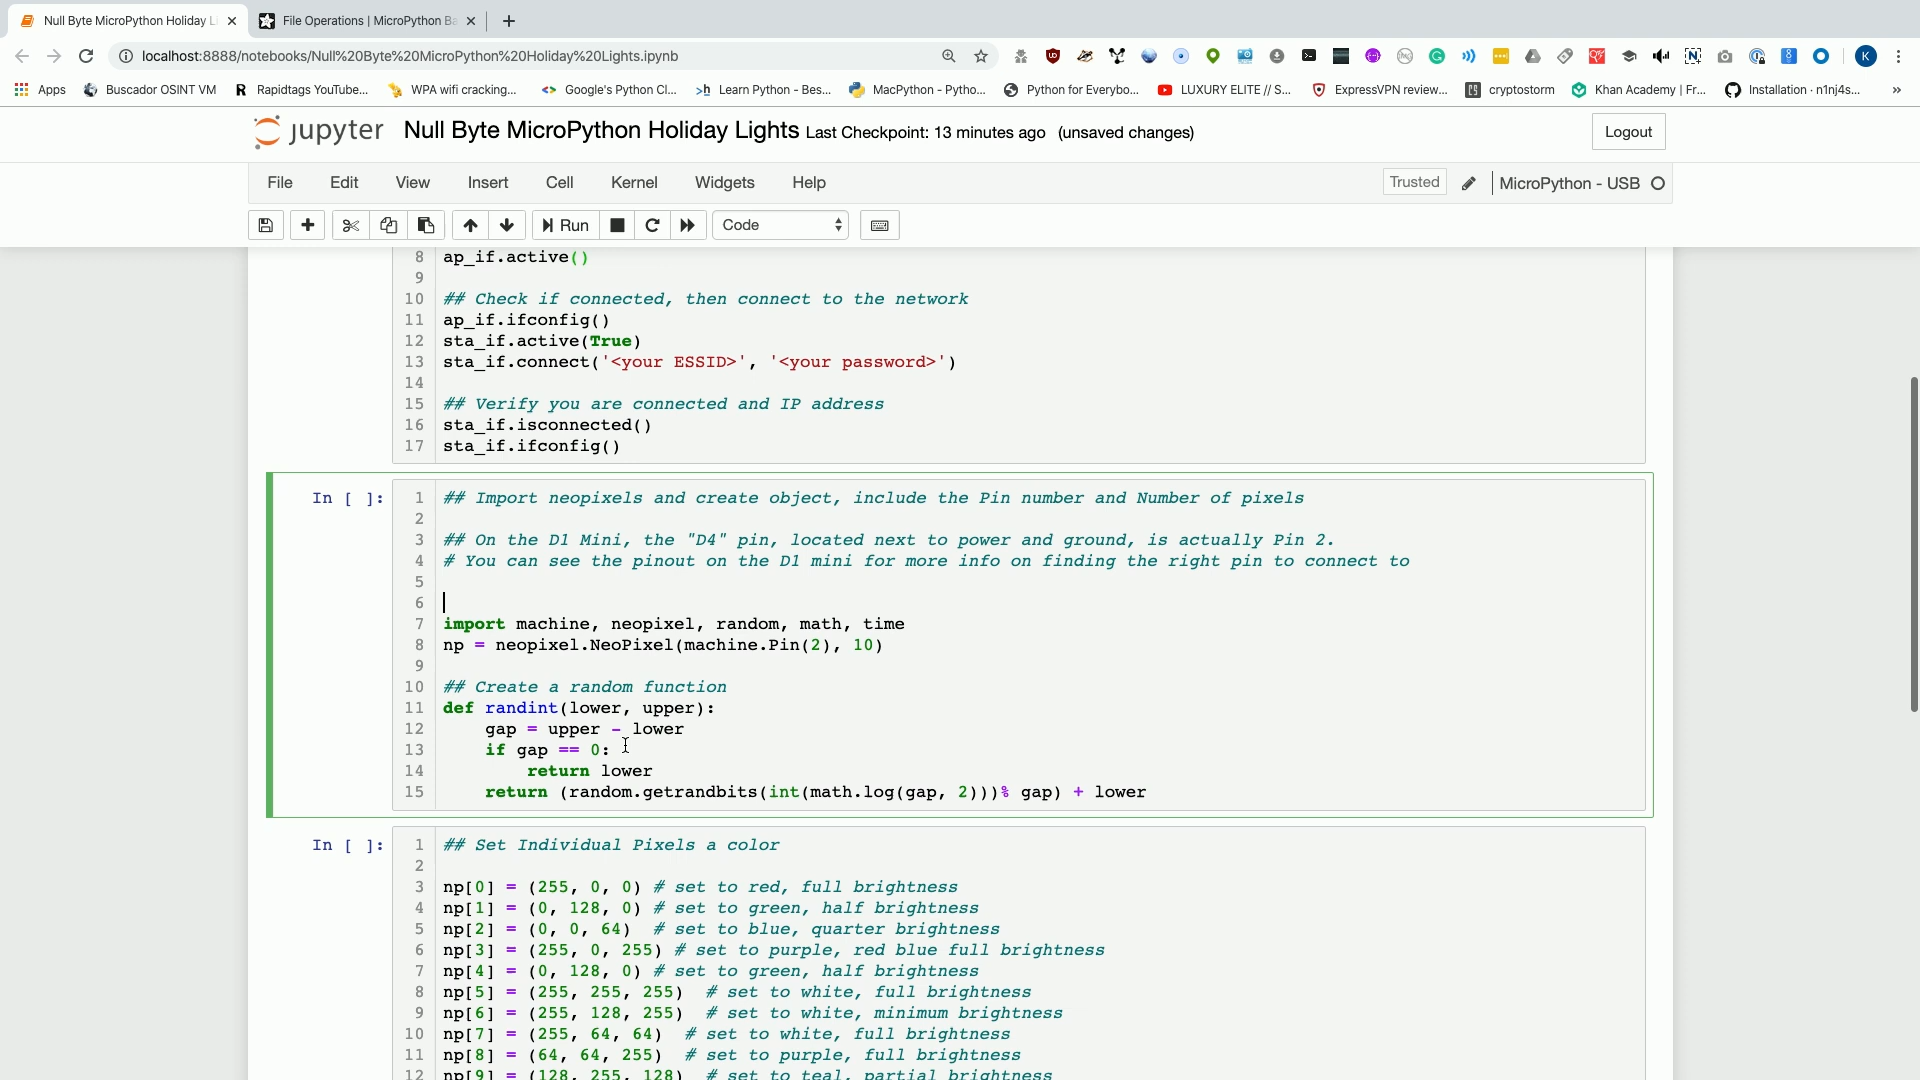 Null Byte MicroPython Holiday L
File Operations | MicroPython Ba
localhost:8888/notebooks/Null%20Byte%20MicroPython%20Holiday%20Lights.ipynb
K
Apps
Buscador OSINT VM
Rapidtags YouTube...
WPA wifi cracking...
Google's Python Cl...
Learn Python - Bes...
MacPython - Pytho...
Python for Everybo...
LUXURY ELITE // S...
ExpressVPN review...
cryptostorm
Khan Academy | Fr...
Installation · n1nj4s...
jupyter
Null Byte MicroPython Holiday Lights Last Checkpoint: 13 minutes ago (unsaved changes)
Logout
File Edit View Insert Cell Kernel Widgets Help
Trusted
MicroPython - USB
Run
Code
8 ap_if.active()
9
10 ## Check if connected, then connect to the network
11 ap_if.ifconfig()
12 sta_if.active(True)
13 sta_if.connect('<your ESSID>', '<your password>')
14
15 ## Verify you are connected and IP address
16 sta_if.isconnected()
17 sta_if.ifconfig()
In [ ]:
1 ## Import neopixels and create object, include the Pin number and Number of pixels
2
3 ## On the D1 Mini, the "D4" pin, located next to power and ground, is actually Pin 2.
4 # You can see the pinout on the D1 mini for more info on finding the right pin to connect to
5
6
7 import machine, neopixel, random, math, time
8 np = neopixel.NeoPixel(machine.Pin(2), 10)
9
10 ## Create a random function
11 def randint(lower, upper):
12 gap = upper - lower
13 if gap == 0:
14 return lower
15 return (random.getrandbits(int(math.log(gap, 2)))% gap) + lower
In [ ]:
1 ## Set Individual Pixels a color
2
3 np[0] = (255, 0, 0) # set to red, full brightness
4 np[1] = (0, 128, 0) # set to green, half brightness
5 np[2] = (0, 0, 64) # set to blue, quarter brightness
6 np[3] = (255, 0, 255) # set to purple, red blue full brightness
7 np[4] = (0, 128, 0) # set to green, half brightness
8 np[5] = (255, 255, 255) # set to white, full brightness
9 np[6] = (255, 128, 255) # set to white, minimum brightness
10 np[7] = (255, 64, 64) # set to white, full brightness
11 np[8] = (64, 64, 255) # set to purple, full brightness
12 np[9] = (128, 255, 128) # set to teal, partial brightness